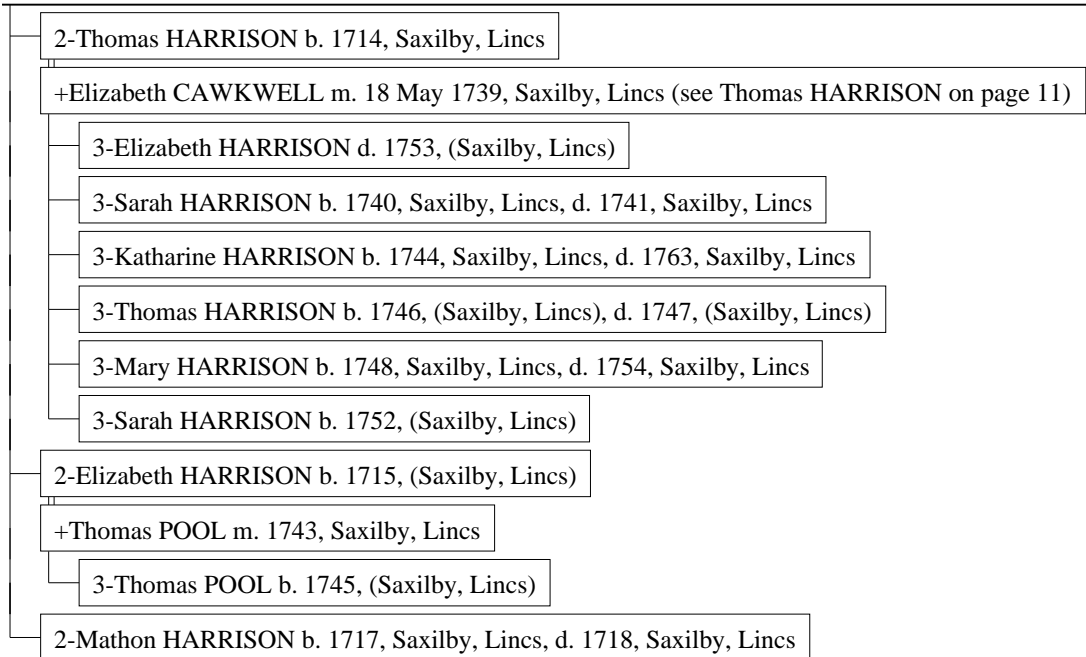 2-Thomas HARRISON b. 1714, Saxilby, Lincs
+Elizabeth CAWKWELL m. 18 May 1739, Saxilby, Lincs (see Thomas HARRISON on page 11)
3-Elizabeth HARRISON d. 1753, (Saxilby, Lincs)
3-Sarah HARRISON b. 1740, Saxilby, Lincs, d. 1741, Saxilby, Lincs
3-Katharine HARRISON b. 1744, Saxilby, Lincs, d. 1763, Saxilby, Lincs
3-Thomas HARRISON b. 1746, (Saxilby, Lincs), d. 1747, (Saxilby, Lincs)
3-Mary HARRISON b. 1748, Saxilby, Lincs, d. 1754, Saxilby, Lincs
3-Sarah HARRISON b. 1752, (Saxilby, Lincs)
2-Elizabeth HARRISON b. 1715, (Saxilby, Lincs)
+Thomas POOL m. 1743, Saxilby, Lincs
3-Thomas POOL b. 1745, (Saxilby, Lincs)
2-Mathon HARRISON b. 1717, Saxilby, Lincs, d. 1718, Saxilby, Lincs